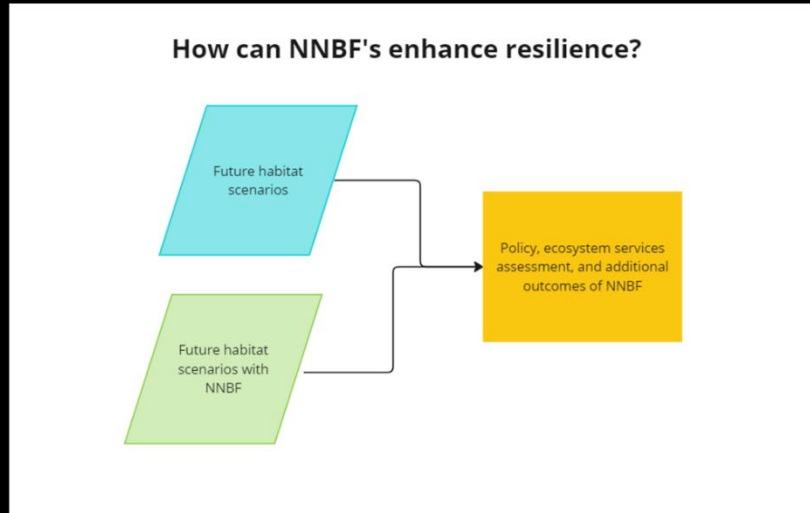 How can NNBF's enhance resilience?
Future habitat
scenarios
Policy, ecosystem services
assessment, and additional
outcomes of NNBF
Future habitat
scenarios with
NNBF